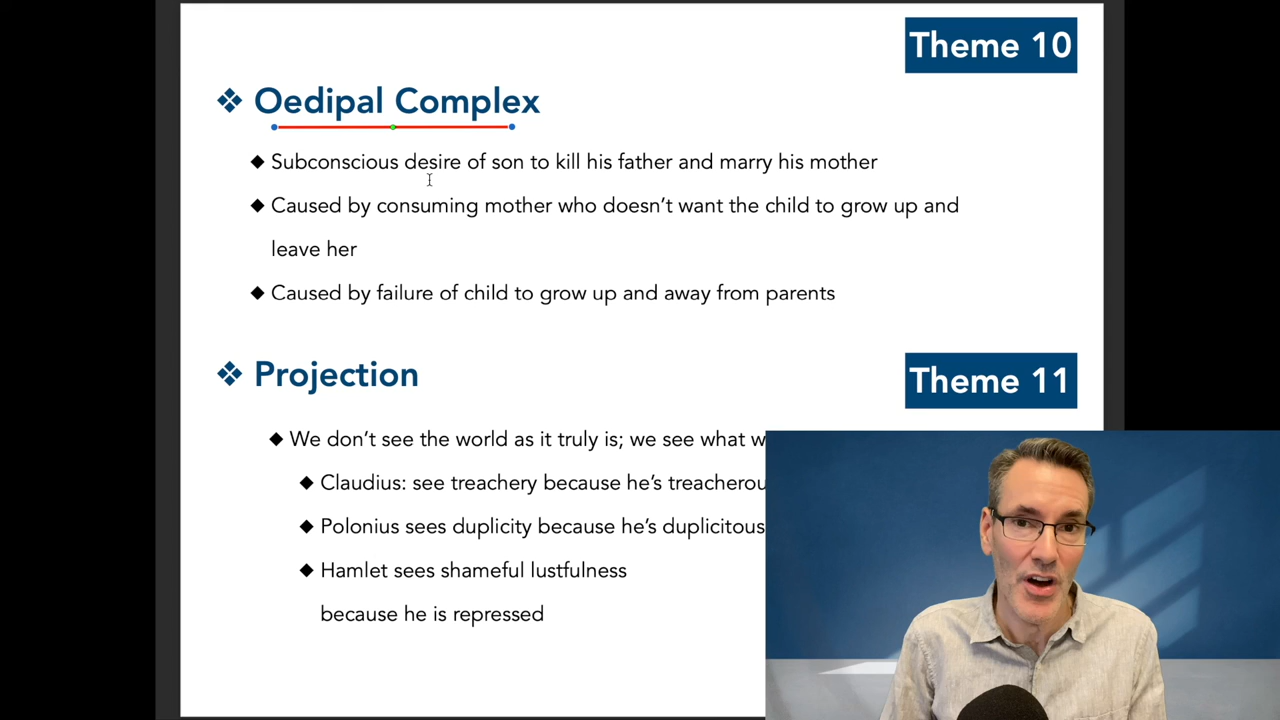 Theme 10
❖ Oedipal Complex
◆ Subconscious desire of son to kill his father and marry his mother
◆ Caused by consuming mother who doesn’t want the child to grow up and
leave her
◆ Caused by failure of child to grow up and away from parents
❖ Projection
Theme 11
◆ We don’t see the world as it truly is; we see what
◆ Claudius: see treachery because he’s
◆ Polonius sees duplicity because he’s duplicitous
◆ Hamlet sees shameful lustfulness
because he is repressed